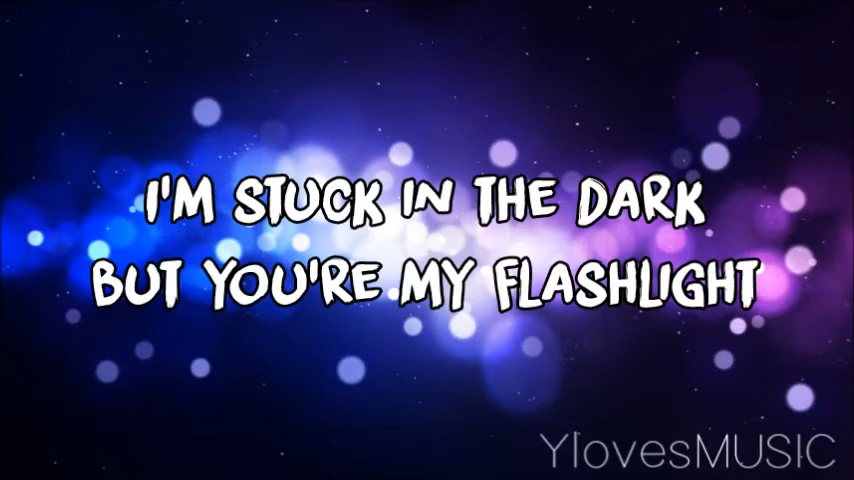 I'M STUCK IN THE DARK
BUT YOU'RE MY FLASHLIGHT
YlovesMUSIC